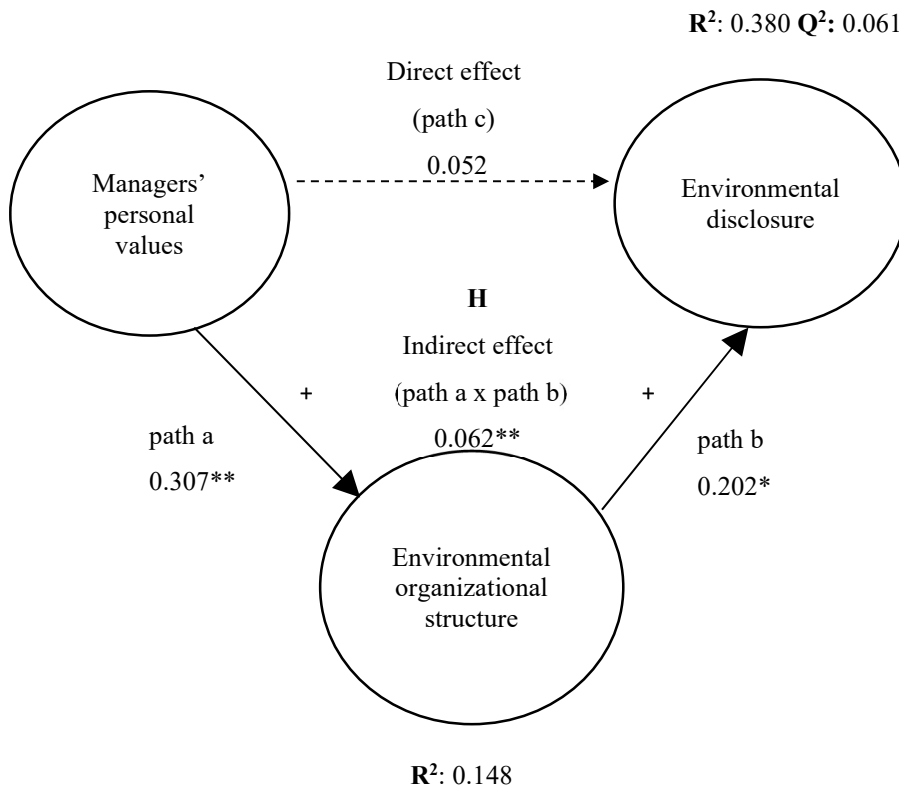 R²: 0.380 Q²: 0.061
Direct effect
(path c)
0.052
Managers’
personal
values
Environmental
disclosure
H
Indirect effect
+ (path a x path b) +
0.062**
path a
0.307**
path b
0.202*
Environmental
organizational
structure
R²: 0.148